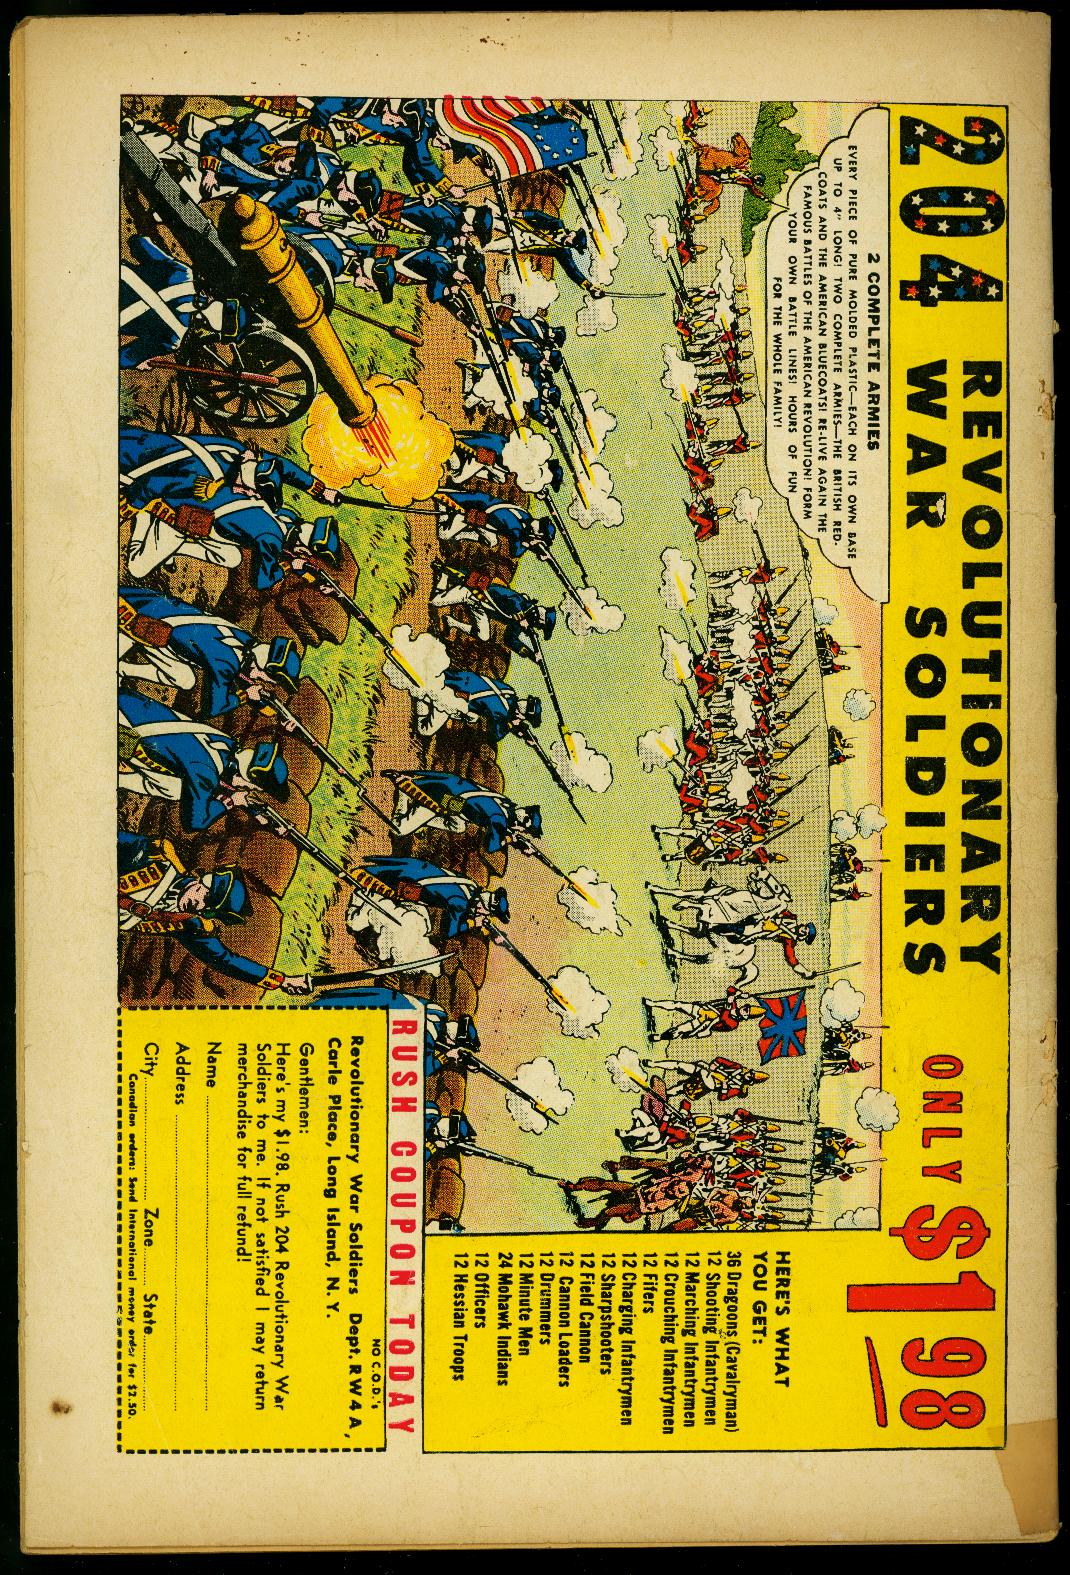 204 REVOLUTIONARY
WAR SOLDIERS
ONLY $1 98
2 COMPLETE ARMIES
EVERY PIECE OF PURE MOLDED PLASTIC—EACH ON ITS OWN BASE
UP TO 4" LONG! TWO COMPLETE ARMIES—THE BRITISH RED-
COATS AND THE AMERICAN BLUECOATS! RE-LIVE AGAIN THE
FAMOUS BATTLES OF THE AMERICAN REVOLUTION! FORM
YOUR OWN BATTLE LINES! HOURS OF FUN
FOR THE WHOLE FAMILY!
HERE'S WHAT
YOU GET:
36 Dragoons (Cavalryman)
12 Shooting Infantrymen
12 Marching Infantrymen
12 Crouching Infantrymen
12 Fifers
12 Charging Infantrymen
12 Sharpshooters
12 Field Cannon
12 Cannon Loaders
12 Drummers
12 Minute Men
24 Mohawk Indians
12 Officers
12 Hessian Troops
RUSH COUPON TODAY
NO C.O.D.'s
Revolutionary War Soldiers Dept. RW4A,
Carle Place, Long Island, N. Y.
Gentlemen:
Here's my $1.98. Rush 204 Revolutionary War
Soldiers to me. If not satisfied I may return
merchandise for full refund!
Name
Address
City Zone State
Canadian orders: Send International money order for $2.50.